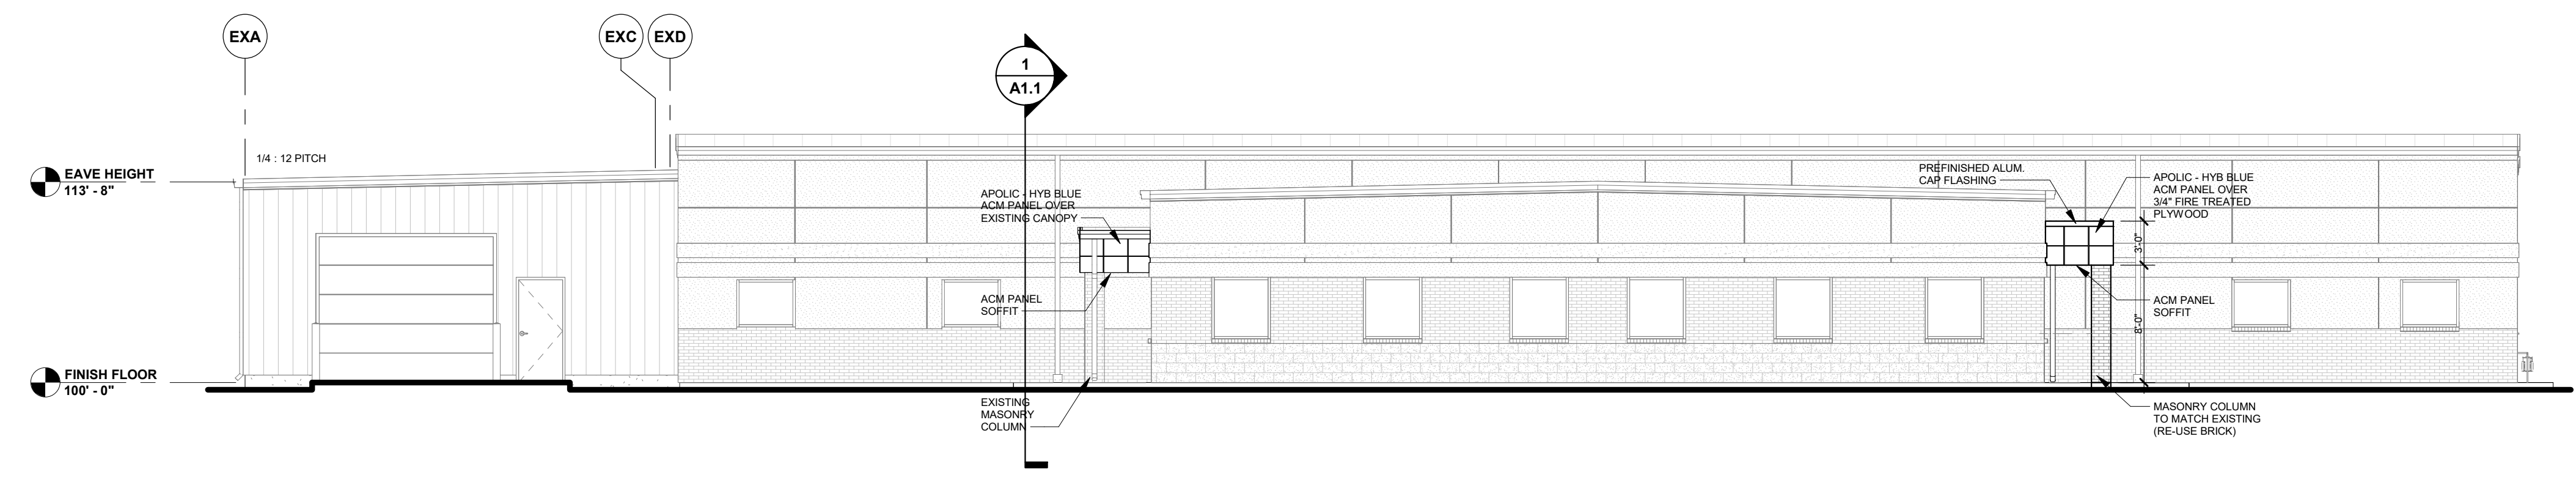 EXA
EXC
EXD
1
A1.1
1/4 : 12 PITCH
EAVE HEIGHT
113' - 8"
APOLIC - HYB BLUE
ACM PANEL OVER
EXISTING CANOPY
PREFINISHED ALUM.
CAP FLASHING
APOLIC - HYB BLUE
ACM PANEL OVER
3/4" FIRE TREATED
PLYWOOD
3'-0"
ACM PANEL
SOFFIT
ACM PANEL
SOFFIT
8'-0"
FINISH FLOOR
100' - 0"
EXISTING
MASONRY
COLUMN
MASONRY COLUMN
TO MATCH EXISTING
(RE-USE BRICK)